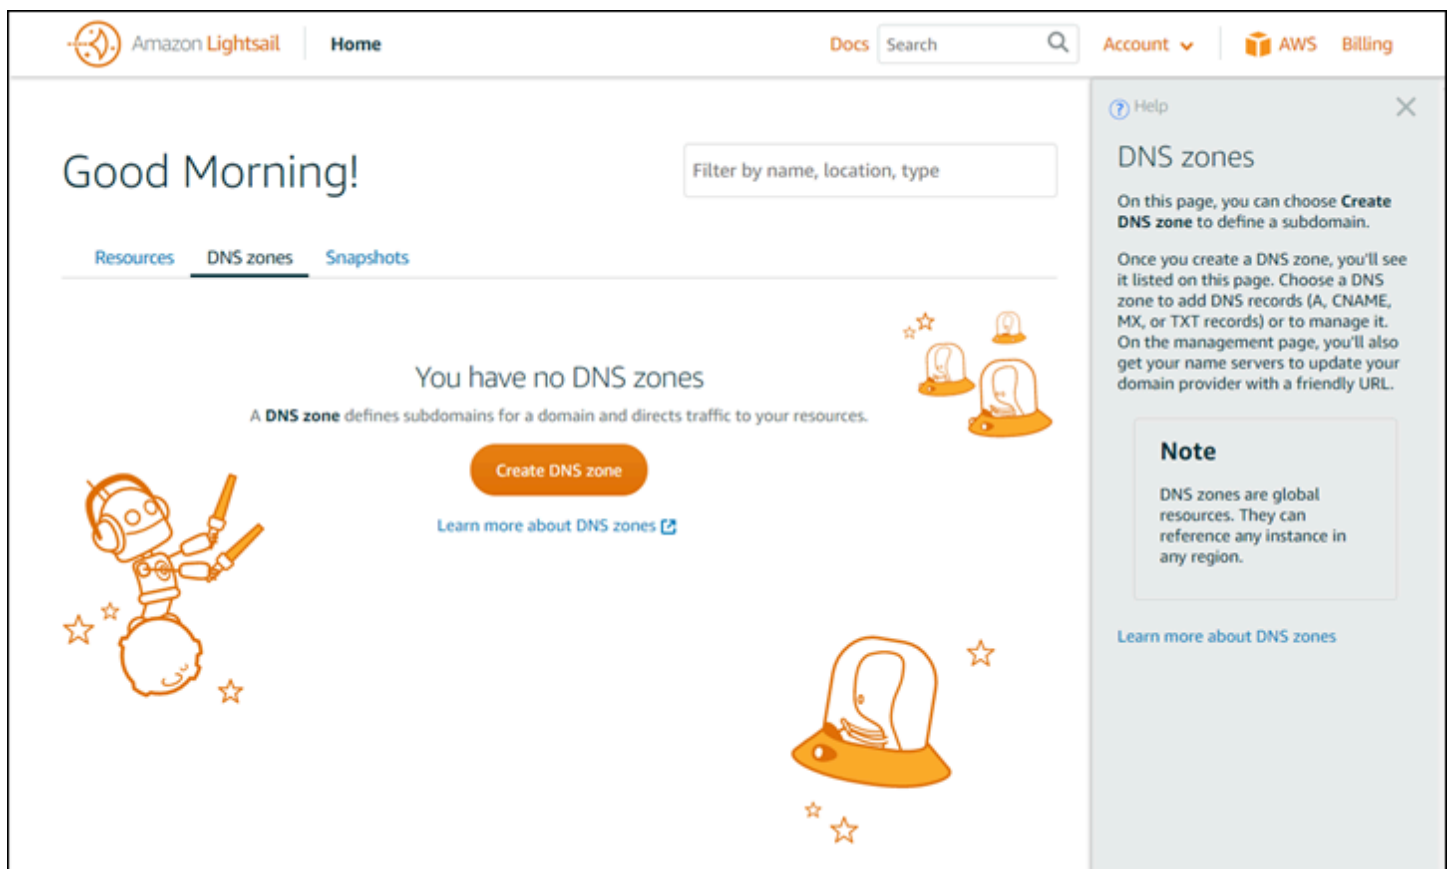 Amazon Lightsail
Home
Docs
Search
Account
AWS
Billing
Good Morning!
Filter by name, location, type
Resources
DNS zones
Snapshots
You have no DNS zones
A DNS zone defines subdomains for a domain and directs traffic to your resources.
Create DNS zone
Learn more about DNS zones
? Help
DNS zones
On this page, you can choose Create
DNS zone to define a subdomain.
Once you create a DNS zone, you'll see
it listed on this page. Choose a DNS
zone to add DNS records (A, CNAME,
MX, or TXT records) or to manage it.
On the management page, you'll also
get your name servers to update your
domain provider with a friendly URL.
Note
DNS zones are global
resources. They can
reference any instance in
any region.
Learn more about DNS zones